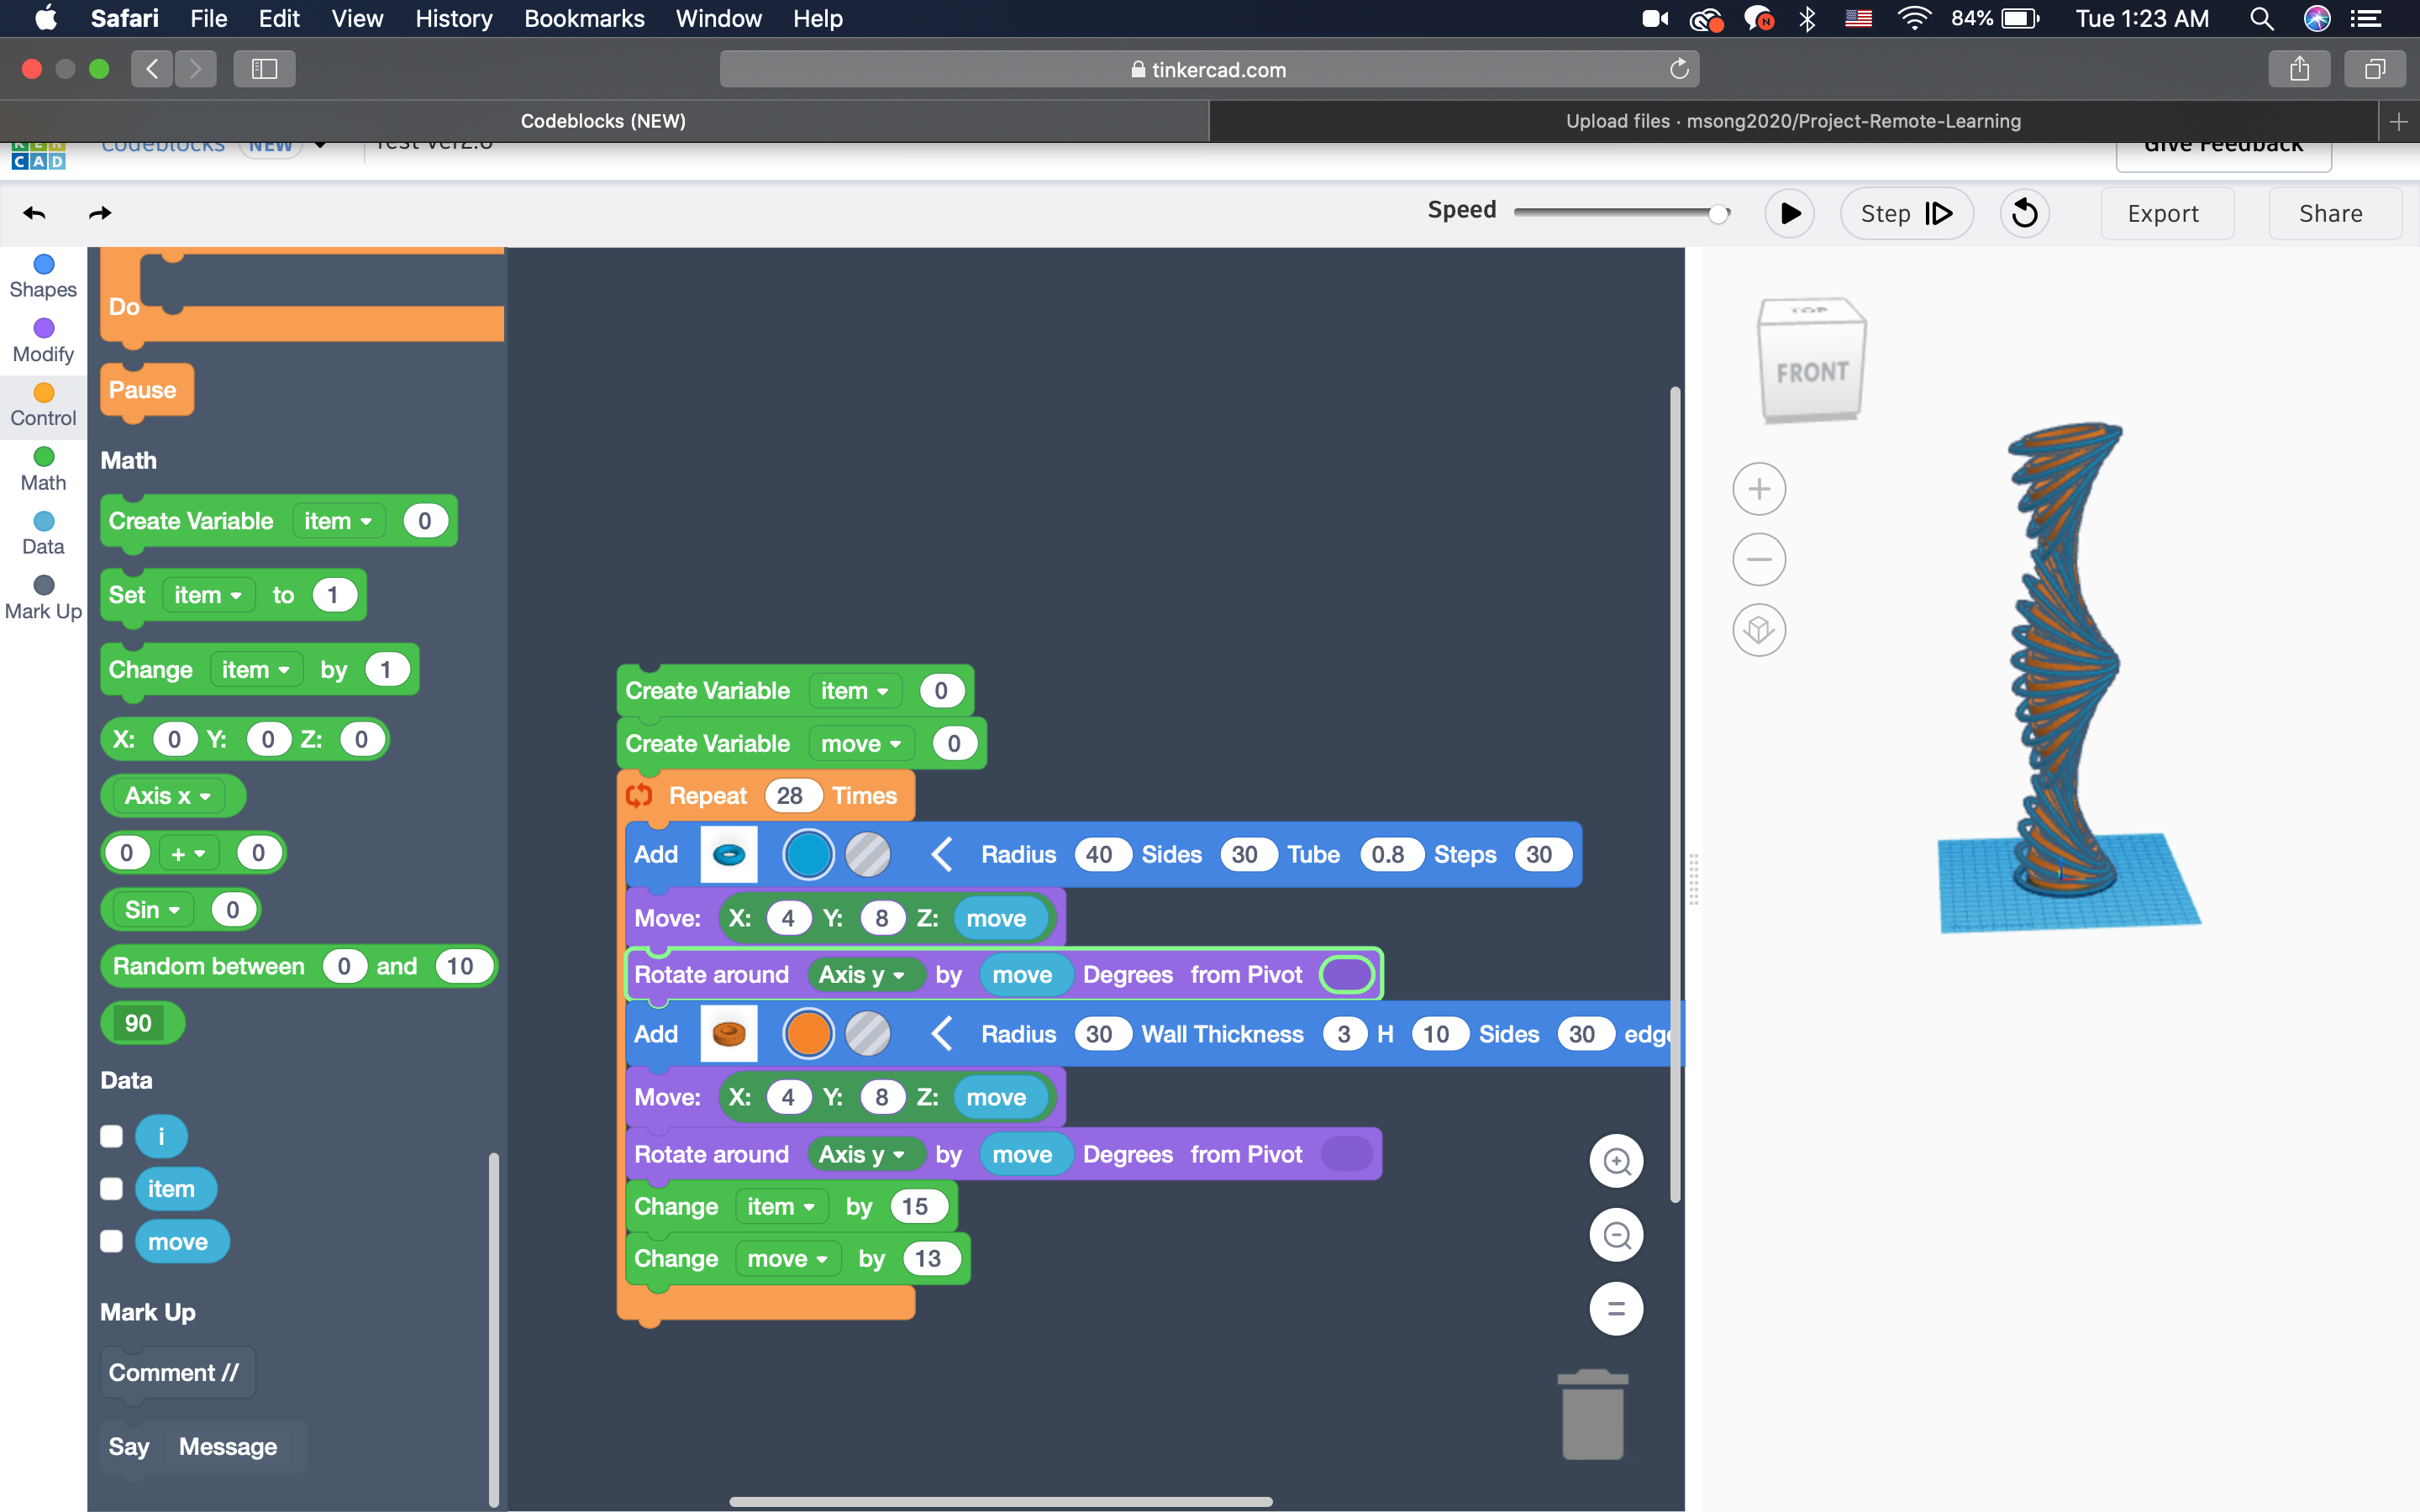 Safari File Edit View History Bookmarks Window Help 84% Tue 1:23 AM
tinkercad.com
Codeblocks (NEW) Upload files · msong2020/Project-Remote-Learning
CAD Codeblocks NEW Give Feedback
Speed Step Export Share
Shapes
Modify
Control
Math
Data
Mark Up
Do
Pause
Math
Create Variable item 0
Set item to 1
Change item by 1
X: 0 Y: 0 Z: 0
Axis x
0 + 0
Sin 0
Random between 0 and 10
90
Data
i
item
move
Mark Up
Comment //
Say Message
Create Variable item 0
Create Variable move 0
Repeat 28 Times
Add Radius 40 Sides 30 Tube 0.8 Steps 30
Move: X: 4 Y: 8 Z: move
Rotate around Axis y by move Degrees from Pivot
Add Radius 30 Wall Thickness 3 H 10 Sides 30 edg
Move: X: 4 Y: 8 Z: move
Rotate around Axis y by move Degrees from Pivot
Change item by 15
Change move by 13
TOP
FRONT